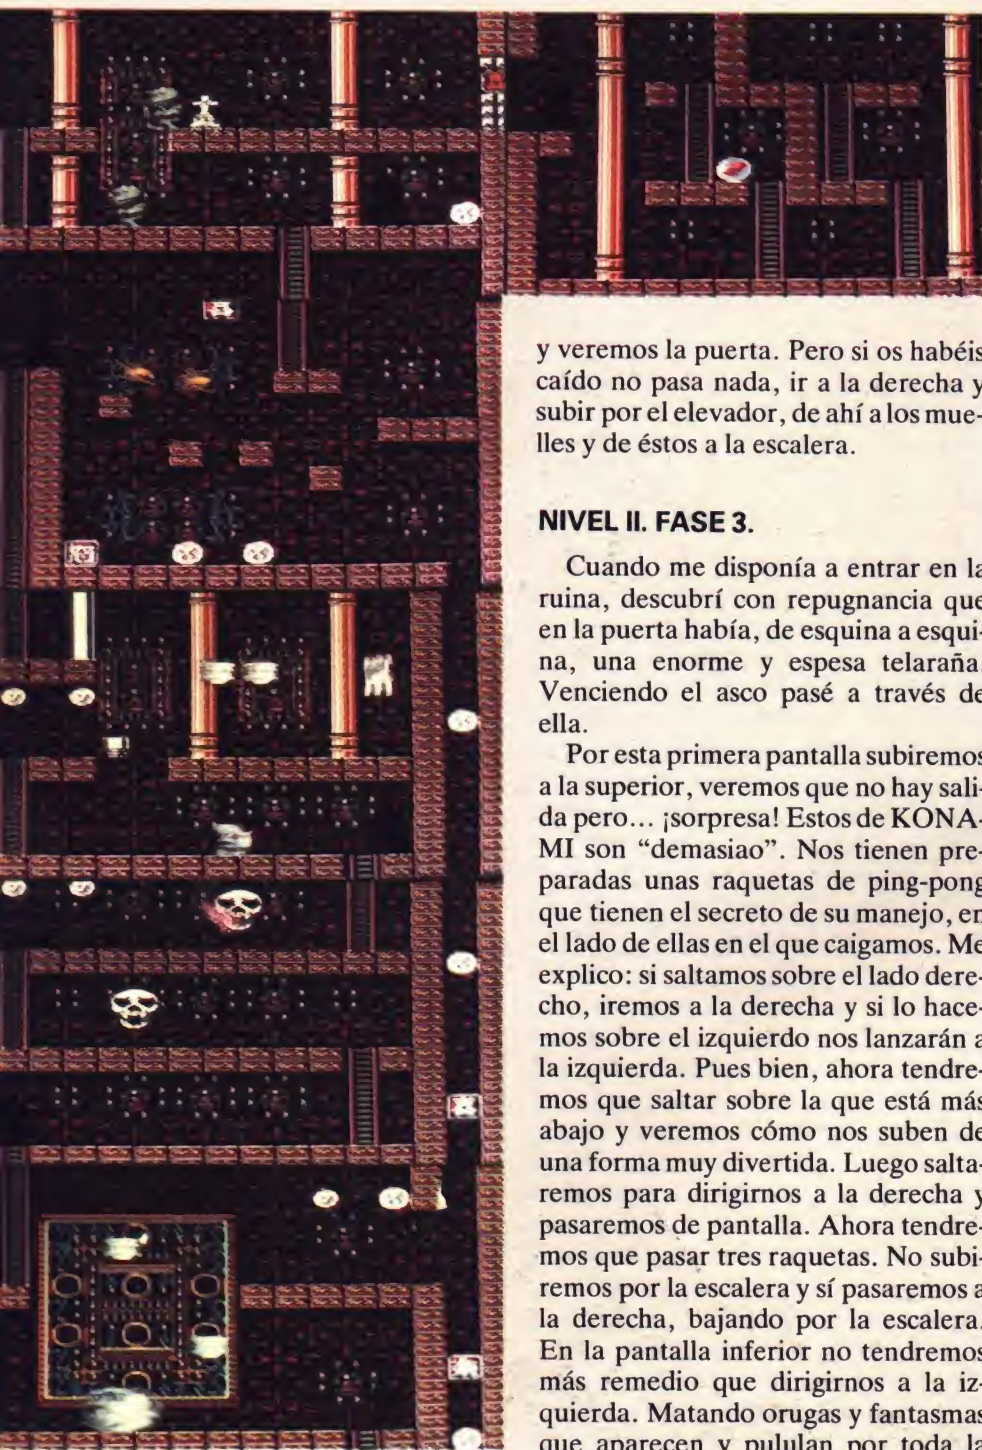 y veremos la puerta. Pero si os habéis
caído no pasa nada, ir a la derecha y
subir por el elevador, de ahí a los mue-
lles y de éstos a la escalera.
NIVEL II. FASE 3.
Cuando me disponía a entrar en la
ruina, descubrí con repugnancia que
en la puerta había, de esquina a esqui-
na, una enorme y espesa telaraña.
Venciendo el asco pasé a través de
ella.
Por esta primera pantalla subiremos
a la superior, veremos que no hay sali-
da pero... ¡sorpresa! Estos de KONA-
MI son “demasiao”. Nos tienen pre-
paradas unas raquetas de ping-pong
que tienen el secreto de su manejo, en
el lado de ellas en el que caigamos. Me
explico: si saltamos sobre el lado dere-
cho, iremos a la derecha y si lo hace-
mos sobre el izquierdo nos lanzarán a
la izquierda. Pues bien, ahora tendre-
mos que saltar sobre la que está más
abajo y veremos cómo nos suben de
una forma muy divertida. Luego salta-
remos para dirigirnos a la derecha y
pasaremos de pantalla. Ahora tendre-
mos que pasar tres raquetas. No subi-
remos por la escalera y sí pasaremos a
la derecha, bajando por la escalera.
En la pantalla inferior no tendremos
más remedio que dirigirnos a la iz-
quierda. Matando orugas y fantasmas
que aparecen y pululan por toda la